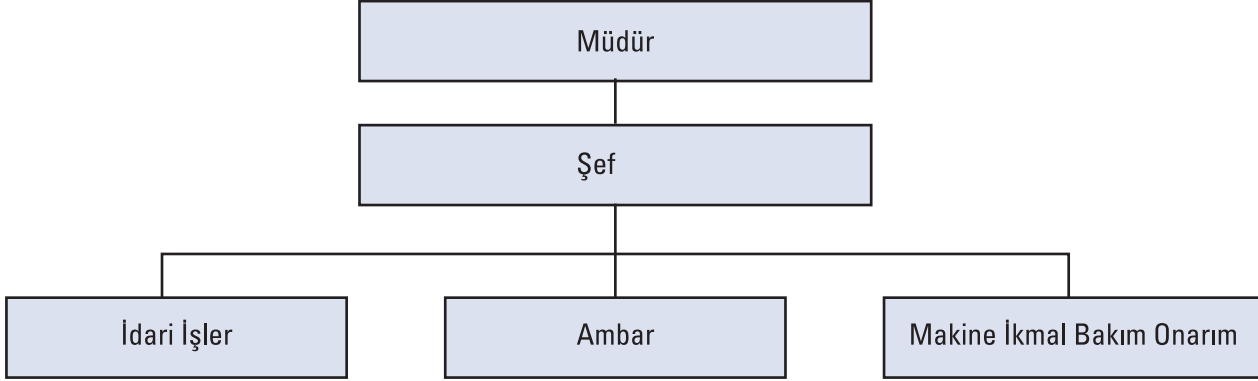 Müdür
Şef
İdari İşler
Ambar
Makine İkmal Bakım Onarım